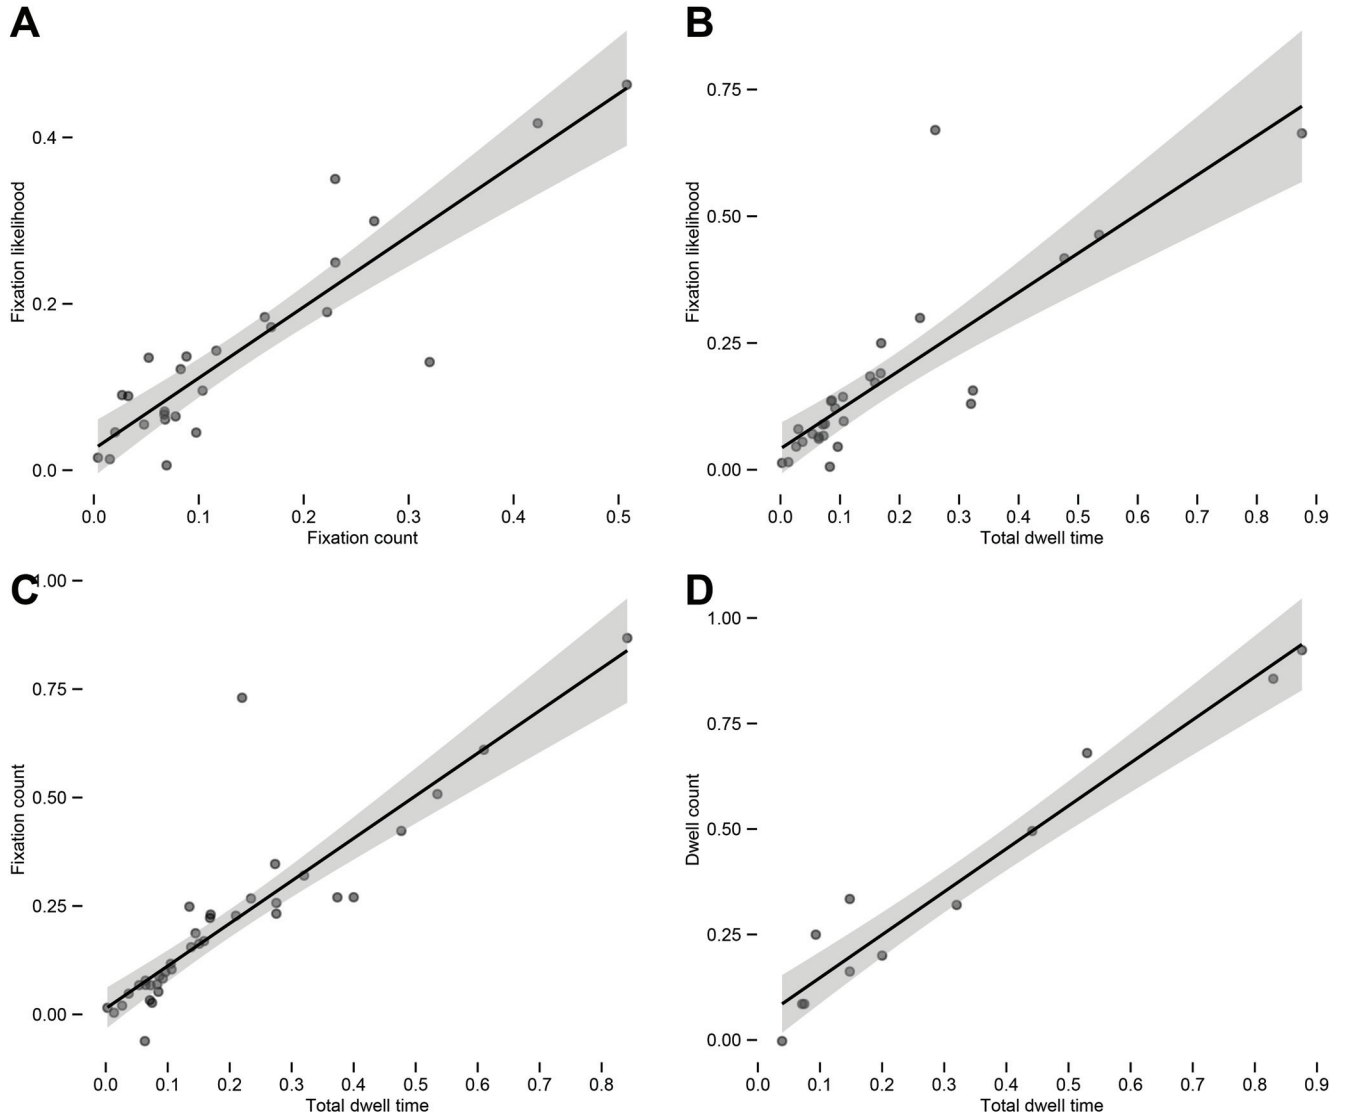 A
B
Fixation likelihood
0.4
0.2
0.0
0.0 0.1 0.2 0.3 0.4 0.5
Fixation count
Fixation likelihood
0.75
0.50
0.25
0.00
0.0 0.1 0.2 0.3 0.4 0.5 0.6 0.7 0.8 0.9
Total dwell time
C
D
Fixation count
1.00
0.75
0.50
0.25
0.00
0.0 0.1 0.2 0.3 0.4 0.5 0.6 0.7 0.8
Total dwell time
Dwell count
1.00
0.75
0.50
0.25
0.00
0.0 0.1 0.2 0.3 0.4 0.5 0.6 0.7 0.8 0.9
Total dwell time